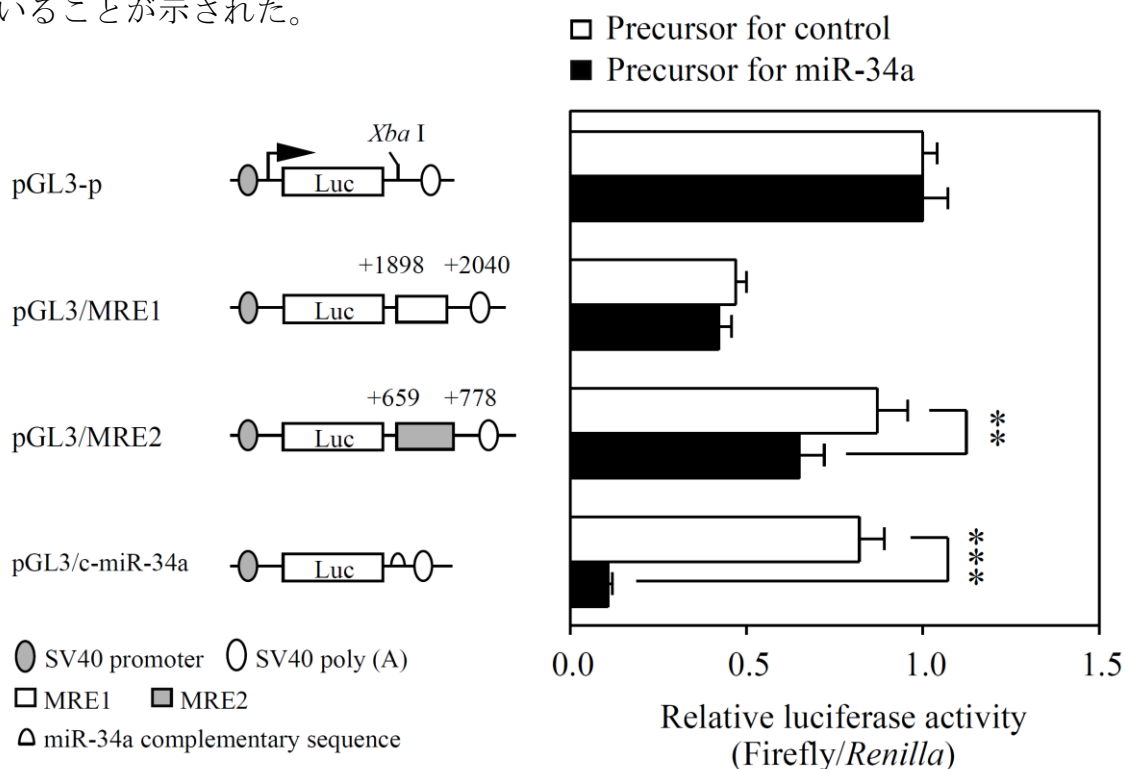 いることが示された。
Precursor for control
Precursor for miR-34a
Xba I
pGL3-p
Luc
+1898 +2040
pGL3/MRE1
Luc
+659 +778
pGL3/MRE2
Luc
**
pGL3/c-miR-34a
Luc
***
SV40 promoter SV40 poly (A)
MRE1 MRE2
miR-34a complementary sequence
0.0 0.5 1.0 1.5
Relative luciferase activity
(Firefly/Renilla)